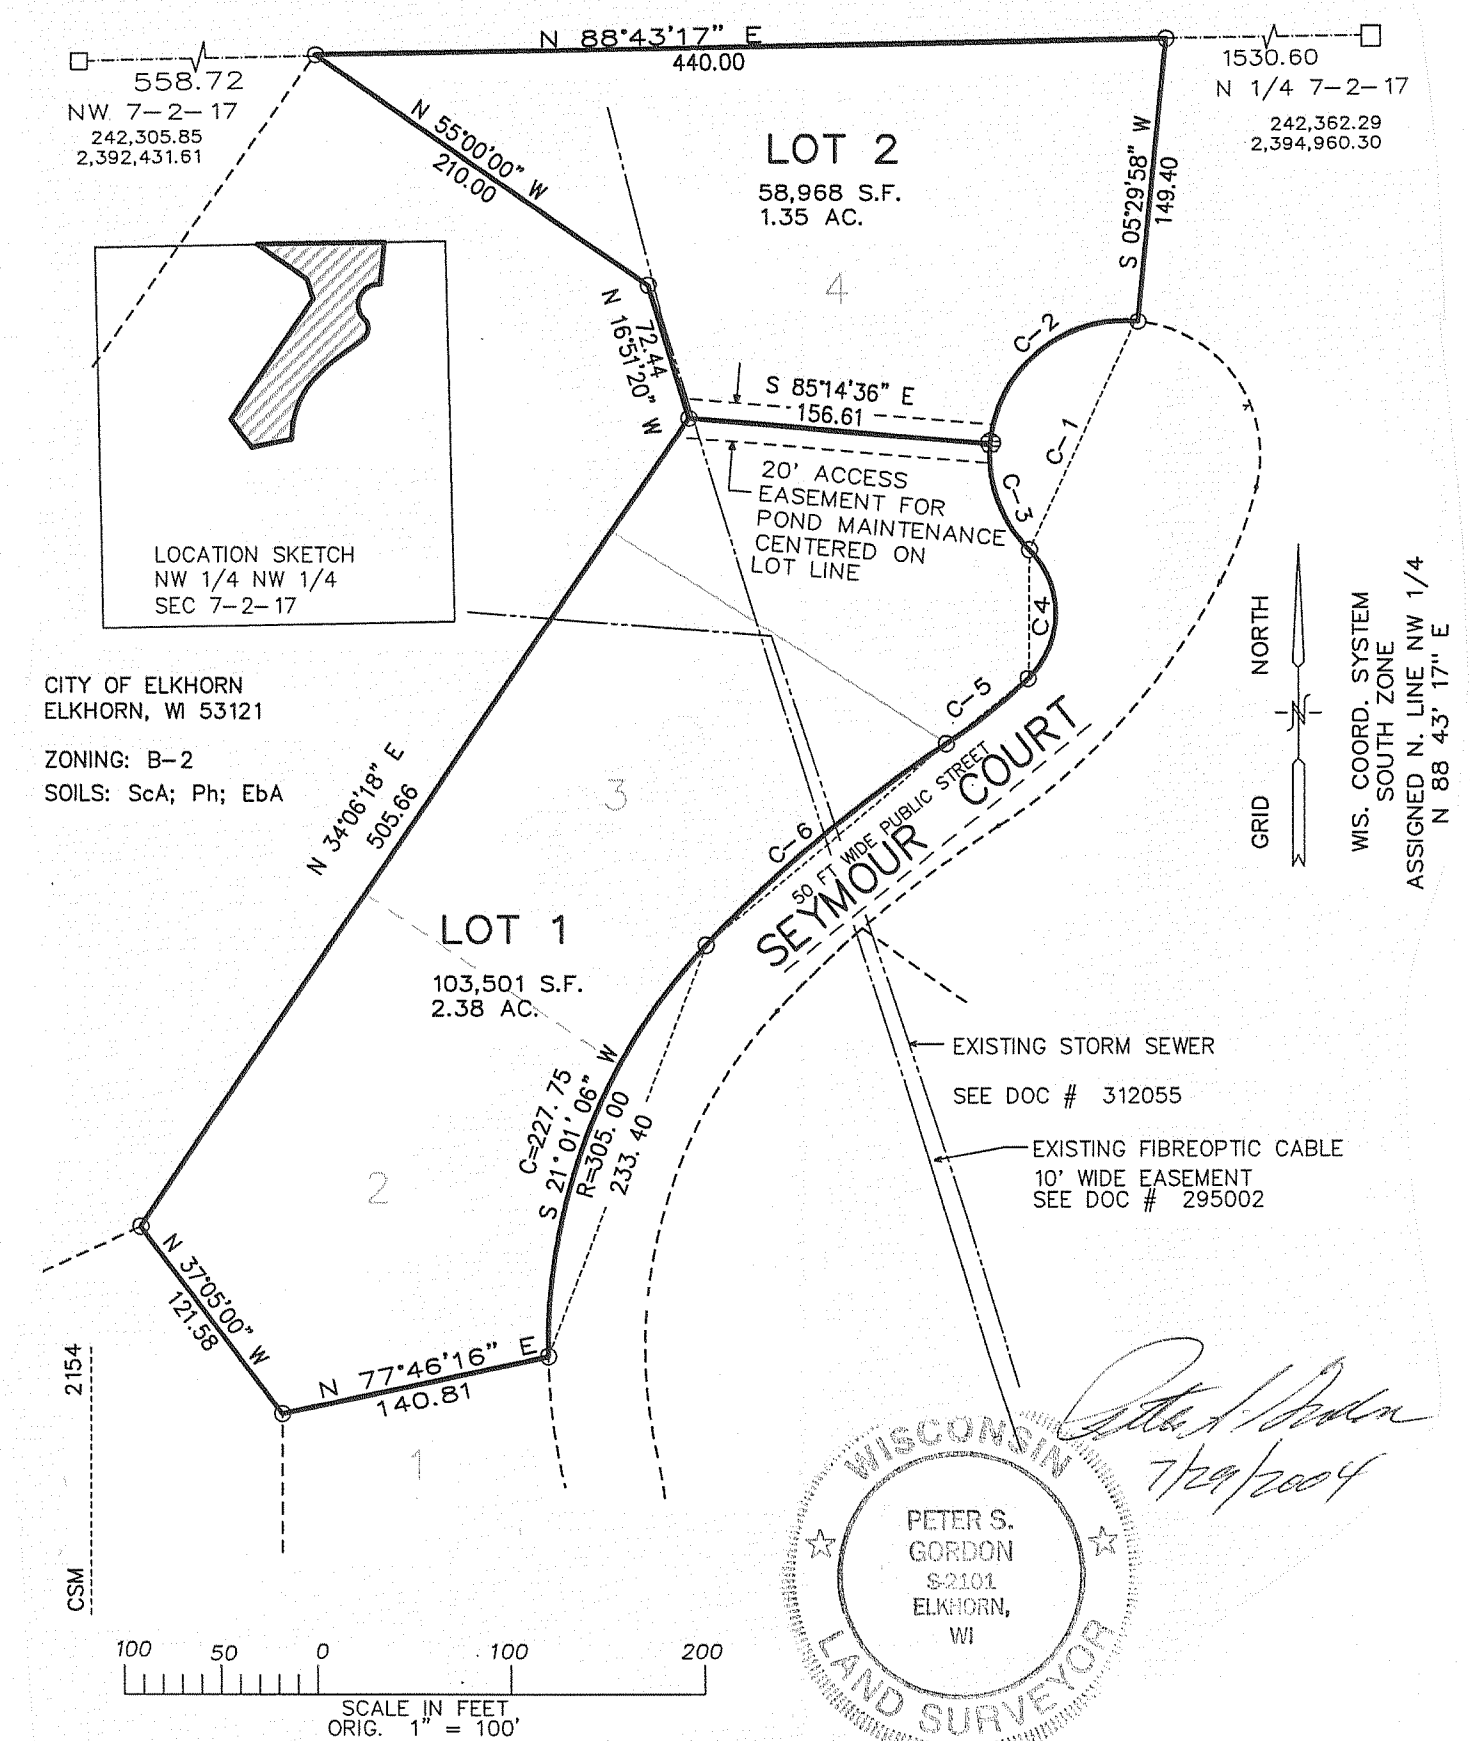 N 88°43'17" E
440.00
558.72
NW 7-2-17
242,305.85
2,392,431.61
1530.60
N 1/4 7-2-17
242,362.29
2,394,960.30
N 55°00'00" W
210.00
LOT 2
58,968 S.F.
1.35 AC.
S 05°29'58" W
149.40
4
N 16°51'20" W
72.44
S 85°14'36" E
156.61
C-2
C-1
C-3
C4
C-5
C-6
20' ACCESS
EASEMENT FOR
POND MAINTENANCE
CENTERED ON
LOT LINE
LOCATION SKETCH
NW 1/4 NW 1/4
SEC 7-2-17
CITY OF ELKHORN
ELKHORN, WI 53121
ZONING: B-2
SOILS: ScA; Ph; EbA
N 34°06'18" E
505.66
3
50 FT WIDE PUBLIC STREET
SEYMOUR COURT
GRID NORTH
N
WIS. COORD. SYSTEM
SOUTH ZONE
ASSIGNED N. LINE NW 1/4
N 88 43' 17" E
LOT 1
103,501 S.F.
2.38 AC.
C=227.75
S 21°01'06" W
R=305.00
233.40
EXISTING STORM SEWER
SEE DOC # 312055
EXISTING FIBREOPTIC CABLE
10' WIDE EASEMENT
SEE DOC # 295002
2
N 37°05'00" W
121.58
N 77°46'16" E
140.81
1
CSM 2154
7/29/2004
WISCONSIN
PETER S.
GORDON
S-2101
ELKHORN,
WI
LAND SURVEYOR
100 50 0 100 200
SCALE IN FEET
ORIG. 1" = 100'